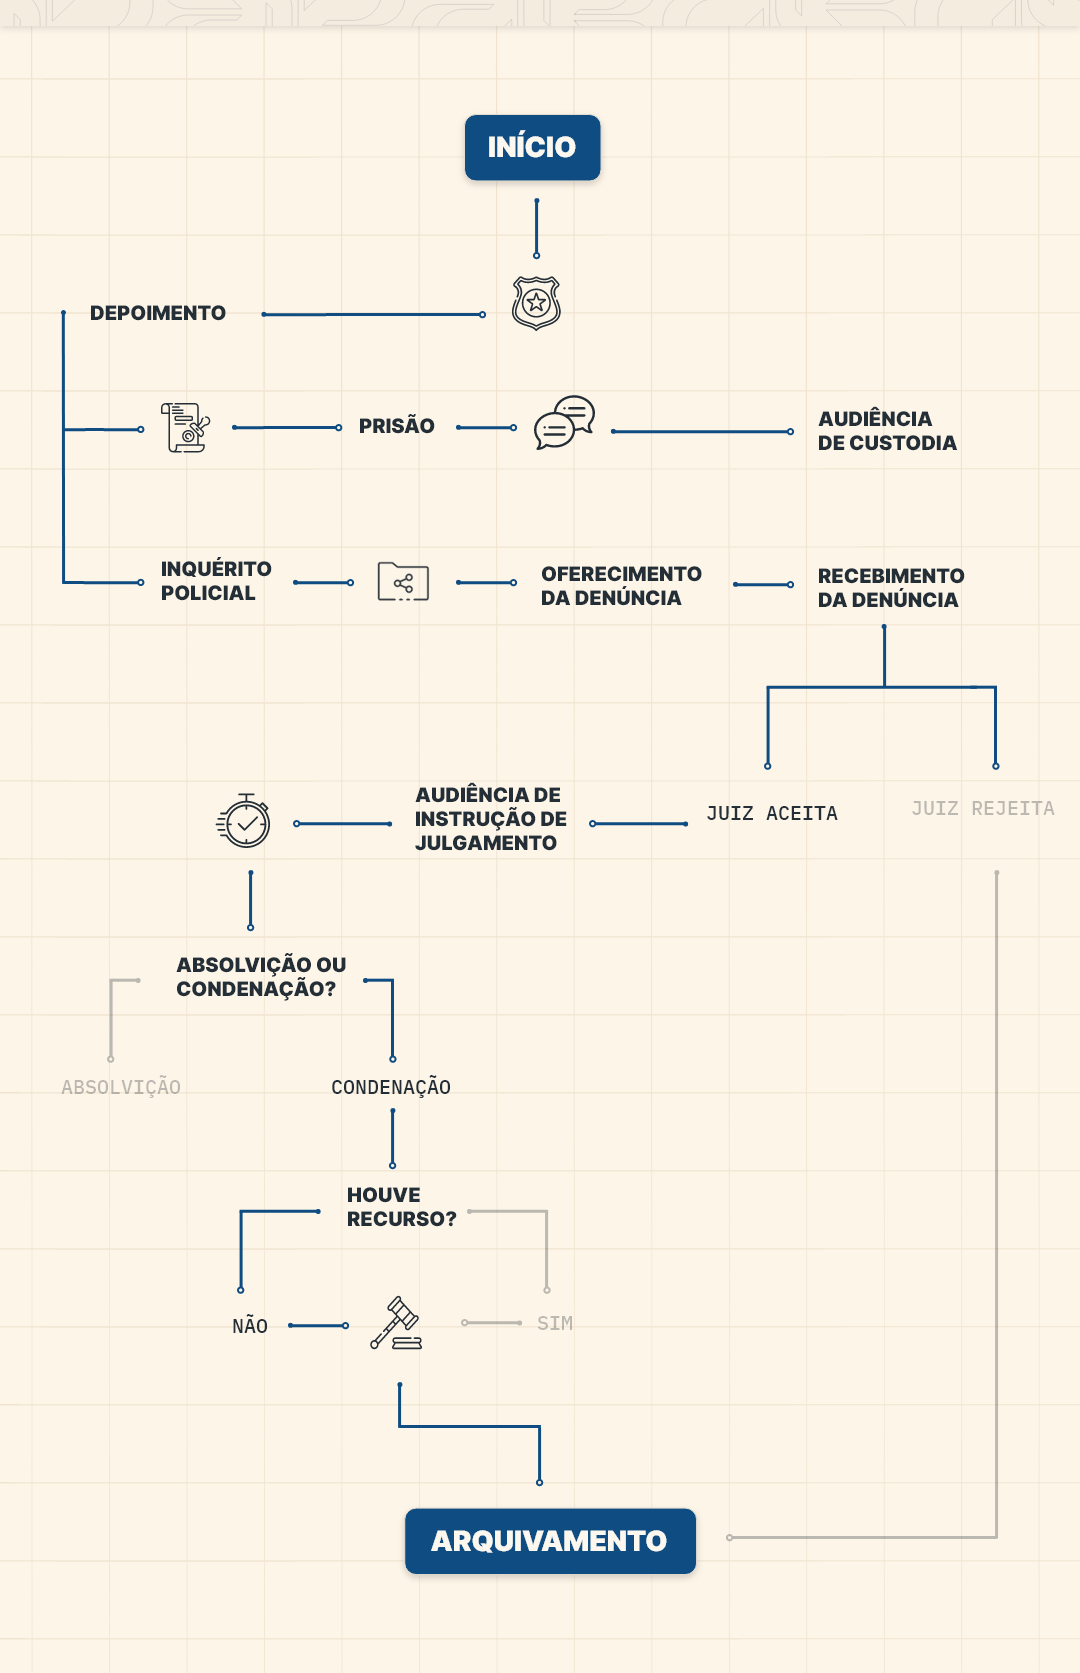 INÍCIO
DEPOIMENTO
PRISÃO
AUDIÊNCIA
DE CUSTODIA
INQUÉRITO
POLICIAL
OFERECIMENTO
DA DENÚNCIA
RECEBIMENTO
DA DENÚNCIA
AUDIÊNCIA DE
INSTRUÇÃO DE
JULGAMENTO
JUIZ ACEITA
JUIZ REJEITA
ABSOLVIÇÃO OU
CONDENAÇÃO?
ABSOLVIÇÃO
CONDENAÇÃO
HOUVE
RECURSO?
NÃO
SIM
ARQUIVAMENTO